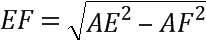 EF = √(AE² − AF²)